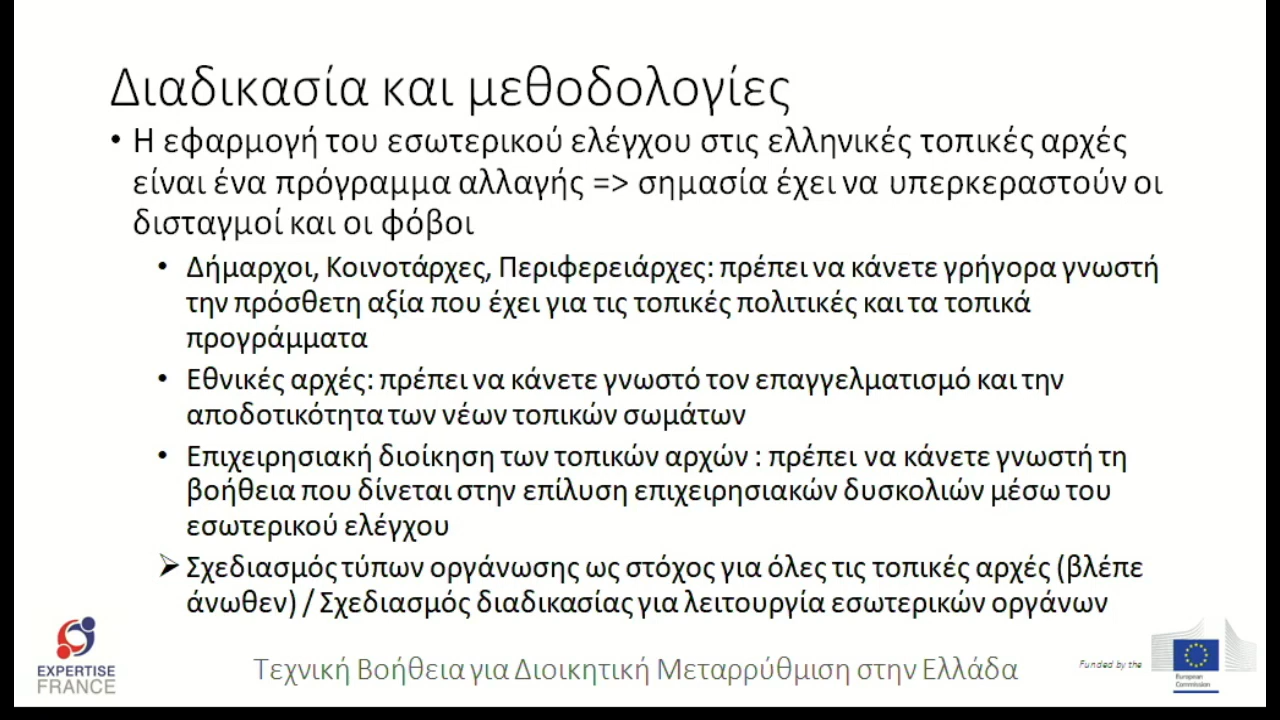 Διαδικασία και μεθοδολογίες
• Η εφαρμογή του εσωτερικού ελέγχου στις ελληνικές τοπικές αρχές
είναι ένα πρόγραμμα αλλαγής => σημασία έχει να υπερκεραστούν οι
δισταγμοί και οι φόβοι
• Δήμαρχοι, Κοινοτάρχες, Περιφερειάρχες: πρέπει να κάνετε γρήγορα γνωστή
την πρόσθετη αξία που έχει για τις τοπικές πολιτικές και τα τοπικά
προγράμματα
• Εθνικές αρχές: πρέπει να κάνετε γνωστό τον επαγγελματισμό και την
αποδοτικότητα των νέων τοπικών σωμάτων
• Επιχειρησιακή διοίκηση των τοπικών αρχών : πρέπει να κάνετε γνωστή τη
βοήθεια που δίνεται στην επίλυση επιχειρησιακών δυσκολιών μέσω του
εσωτερικού ελέγχου
➢ Σχεδιασμός τύπων οργάνωσης ως στόχος για όλες τις τοπικές αρχές (βλέπε
άνωθεν) / Σχεδιασμός διαδικασίας για λειτουργία εσωτερικών οργάνων
EXPERTISE
FRANCE
Τεχνική Βοήθεια για Διοικητική Μεταρρύθμιση στην Ελλάδα
Funded by the
European
Commission